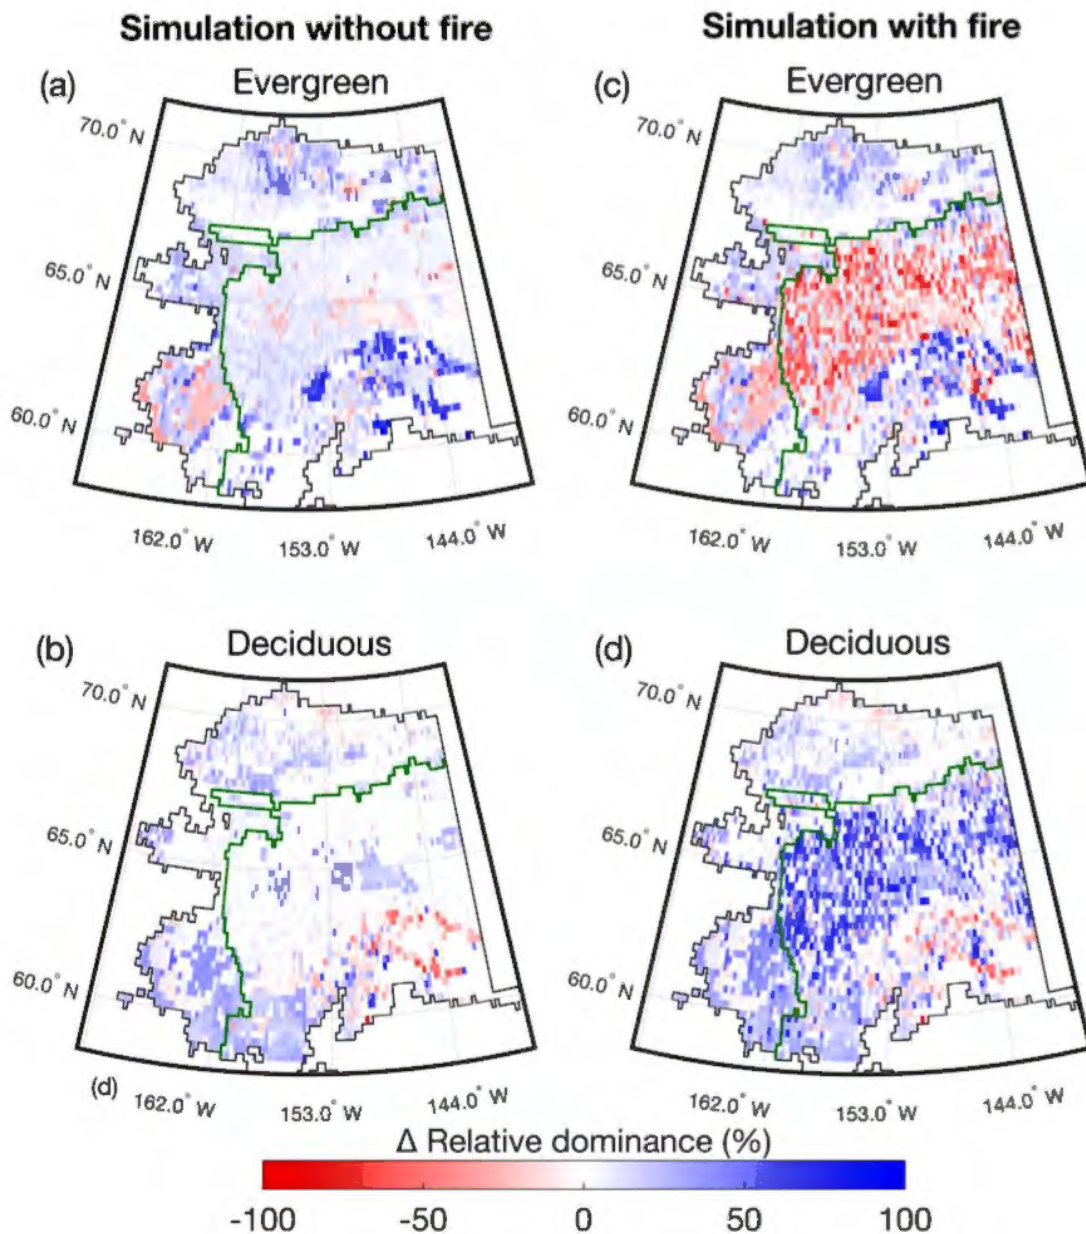 Simulation without fire
Simulation with fire
(a)
Evergreen
(c)
Evergreen
70.0° N
65.0° N
60.0° N
162.0° W
153.0° W
144.0° W
70.0° N
65.0° N
60.0° N
162.0° W
153.0° W
144.0° W
(b)
Deciduous
(d)
Deciduous
70.0° N
65.0° N
60.0° N
(d)
162.0° W
153.0° W
144.0° W
70.0° N
65.0° N
60.0° N
162.0° W
153.0° W
144.0° W
Δ Relative dominance (%)
-100 -50 0 50 100